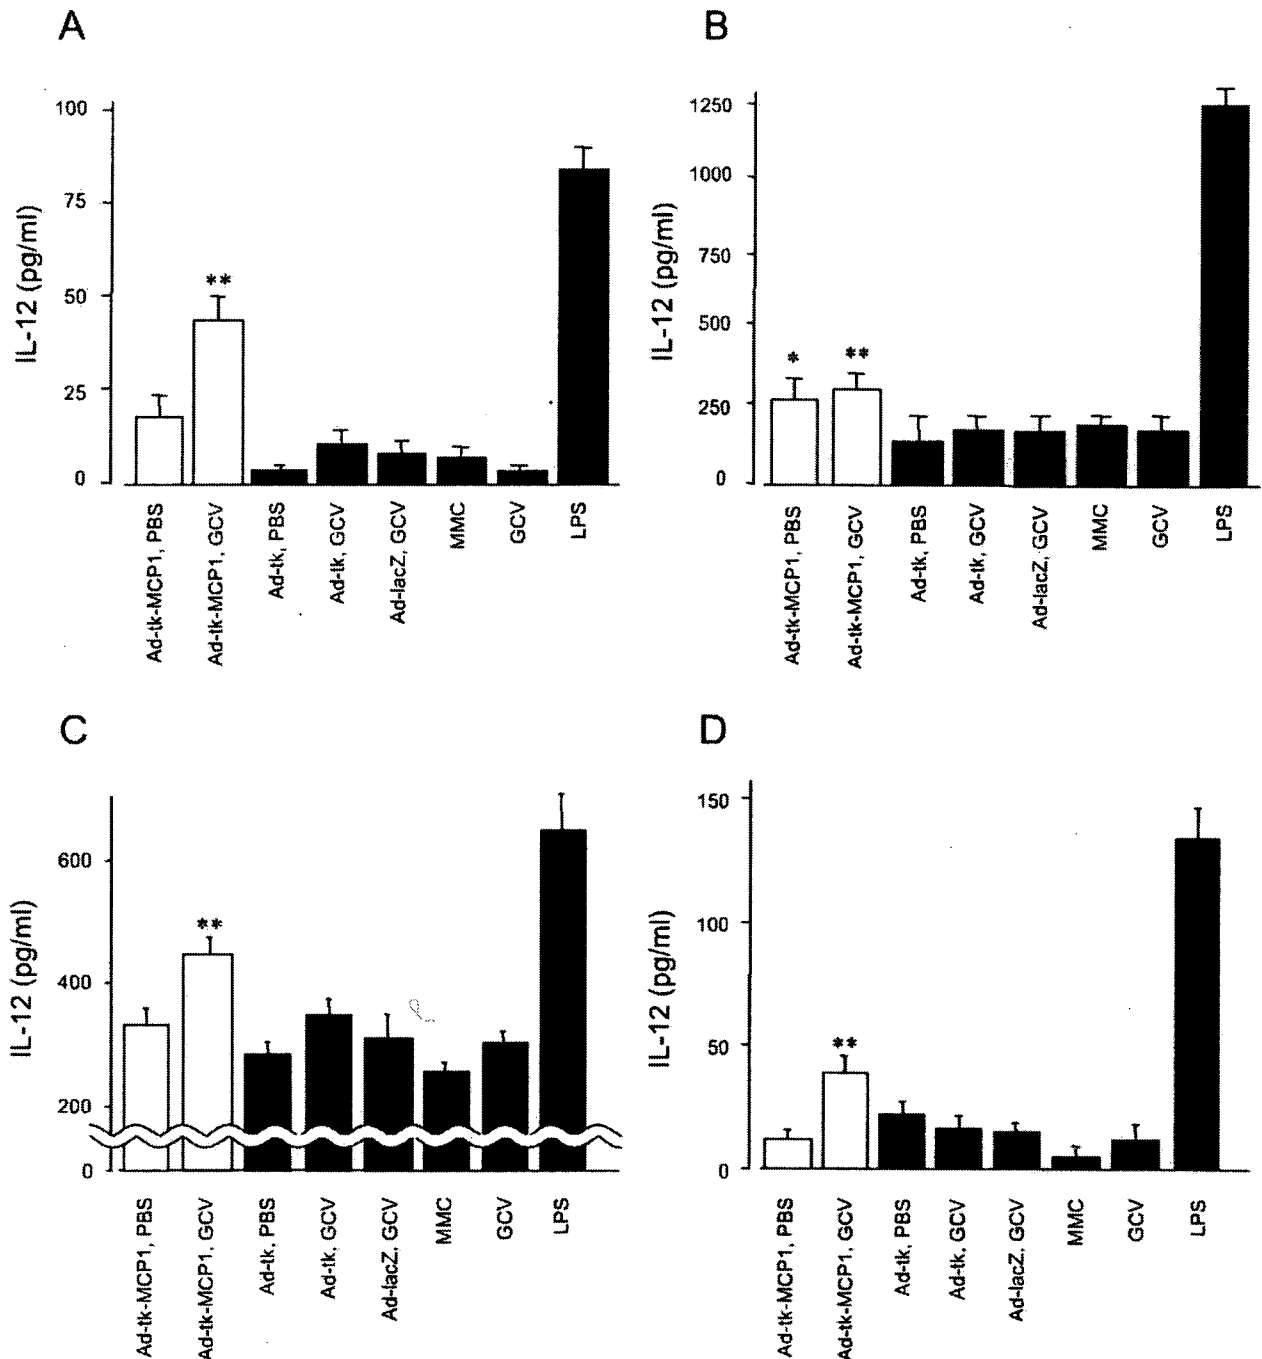 A
IL-12 (pg/ml)
100
75
50
25
0
**
Ad-tk-MCP1, PBS
Ad-tk-MCP1, GCV
Ad-tk, PBS
Ad-tk, GCV
Ad-lacZ, GCV
MMC
GCV
LPS
B
IL-12 (pg/ml)
1250
1000
750
500
250
0
*
**
Ad-tk-MCP1, PBS
Ad-tk-MCP1, GCV
Ad-tk, PBS
Ad-tk, GCV
Ad-lacZ, GCV
MMC
GCV
LPS
C
IL-12 (pg/ml)
600
400
200
0
**
Ad-tk-MCP1, PBS
Ad-tk-MCP1, GCV
Ad-tk, PBS
Ad-tk, GCV
Ad-lacZ, GCV
MMC
GCV
LPS
D
IL-12 (pg/ml)
150
100
50
0
**
Ad-tk-MCP1, PBS
Ad-tk-MCP1, GCV
Ad-tk, PBS
Ad-tk, GCV
Ad-lacZ, GCV
MMC
GCV
LPS